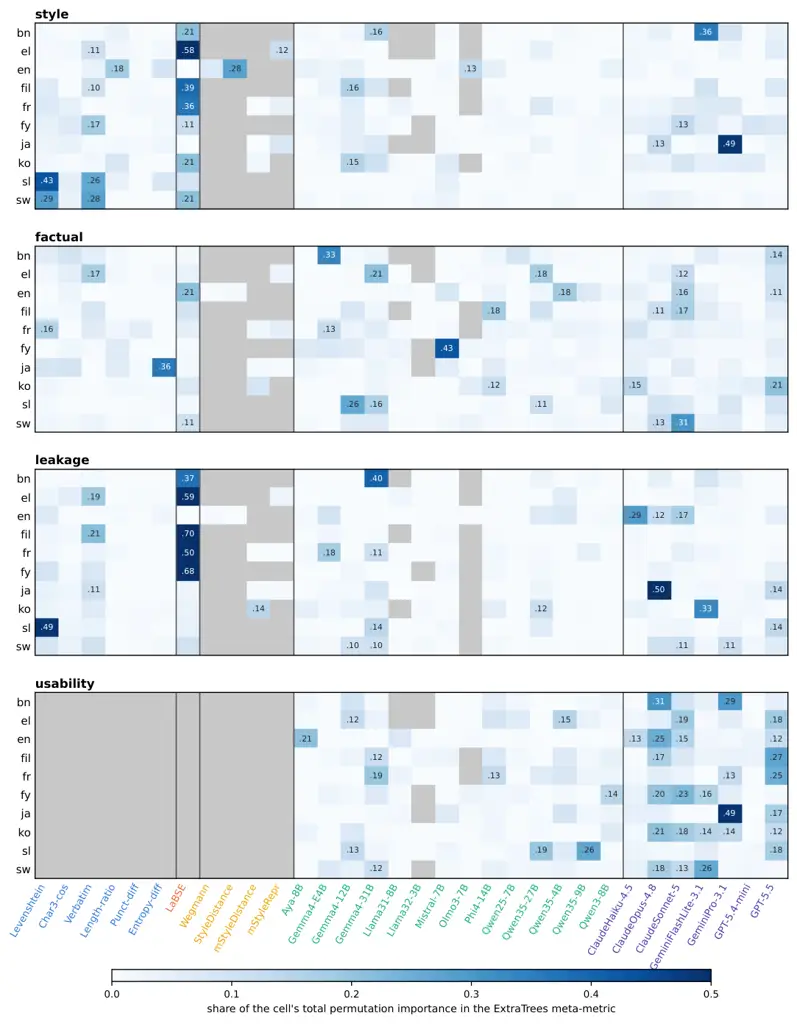 style
bn .21 .16 .36
el .11 .58 .12
en .18 .28 .13
fil .10 .39 .16
fr .36
fy .17 .11 .13
ja .13 .49
ko .21 .15
sl .43 .26
sw .29 .28 .21
factual
bn .33 .14
el .17 .21 .18 .12
en .21 .18 .16 .11
fil .18 .11 .17
fr .16 .13
fy .43
ja .36
ko .12 .15 .21
sl .26 .16 .11
sw .11 .13 .31
leakage
bn .37 .40
el .19 .59
en .29 .12 .17
fil .21 .70
fr .50 .18 .11
fy .68
ja .11 .50 .14
ko .14 .12 .33
sl .49 .14 .14
sw .10 .10 .11 .11
usability
bn .31 .29
el .12 .15 .19 .18
en .21 .13 .25 .15 .12
fil .12 .17 .27
fr .19 .13 .13 .25
fy .14 .20 .23 .16
ja .49 .17
ko .21 .18 .14 .14 .12
sl .13 .19 .26 .18
sw .12 .18 .13 .26
Levenshtein
Char3-cos
Verbatim
Length-ratio
Punct-diff
Entropy-diff
LaBSE
Wegmann
StyleDistance
mStyleDistance
mStyleRepr
Aya-8B
Gemma4-E4B
Gemma4-12B
Gemma4-31B
Llama31-8B
Llama32-3B
Mistral-7B
Olmo3-7B
Phi4-14B
Qwen25-7B
Qwen35-27B
Qwen35-4B
Qwen35-9B
Qwen3-8B
ClaudeHaiku-4.5
ClaudeOpus-4.8
ClaudeSonnet-5
GeminiFlashLite-3.1
GeminiPro-3.1
GPT-5.4-mini
GPT-5.5
0.0 0.1 0.2 0.3 0.4 0.5
share of the cell's total permutation importance in the ExtraTrees meta-metric